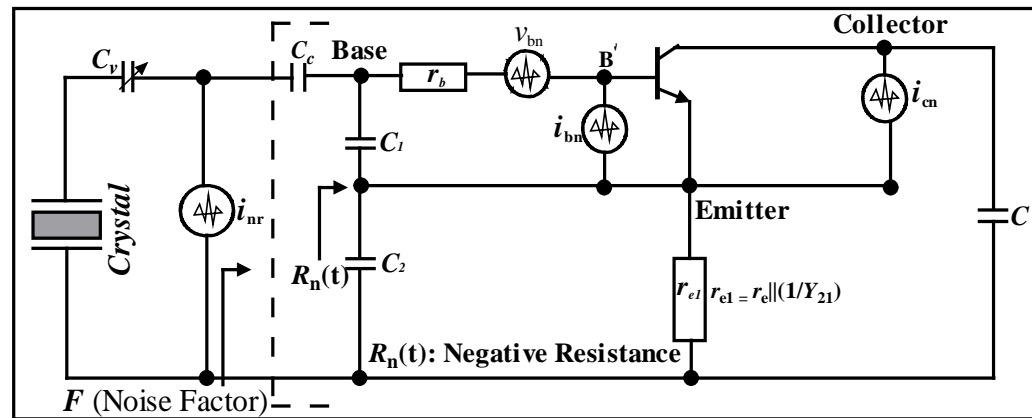 Collector
v_bn
C_c
Base
C_v
B'
r_b
i_cn
i_bn
C_1
Crystal
i_nr
Emitter
C
R_n(t)
C_2
r_e1
r_e1 = r_e||(1/Y_21)
R_n(t): Negative Resistance
F (Noise Factor)